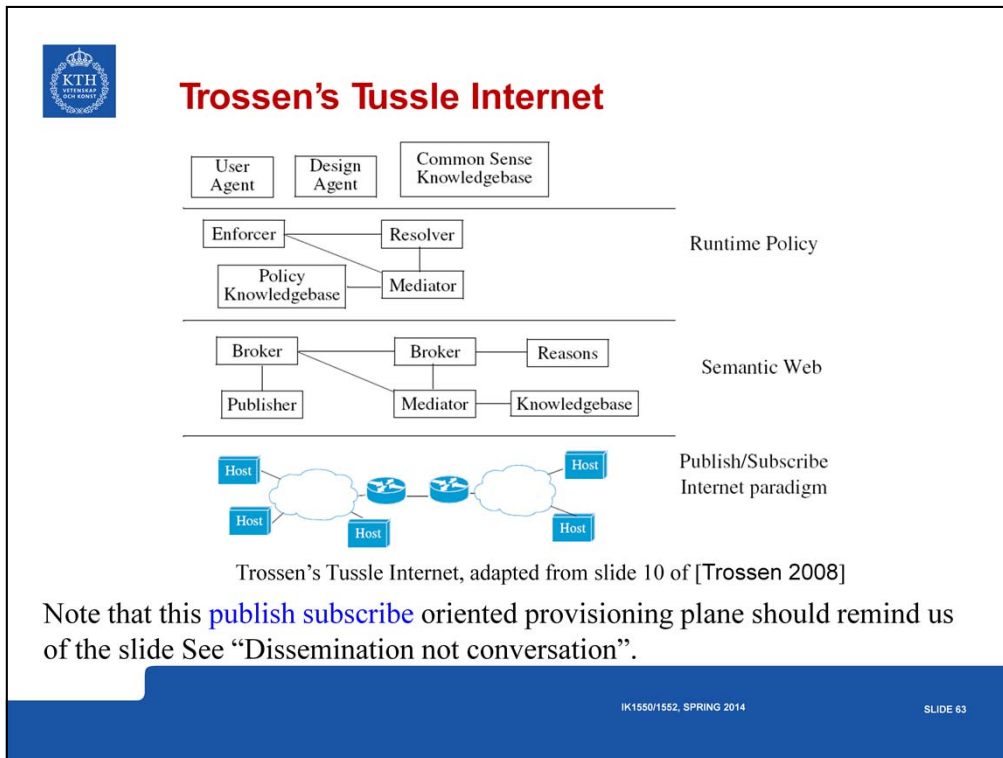 KTH
VETENSKAP
OCH KONST
Trossen's Tussle Internet
User
Agent
Design
Agent
Common Sense
Knowledgebase
Enforcer
Resolver
Runtime Policy
Policy
Knowledgebase
Mediator
Broker
Broker
Reasons
Semantic Web
Publisher
Mediator
Knowledgebase
Host
Host
Publish/Subscribe
Internet paradigm
Host
Host
Host
Trossen's Tussle Internet, adapted from slide 10 of [Trossen 2008]
Note that this publish subscribe oriented provisioning plane should remind us
of the slide See “Dissemination not conversation”.
IK1550/1552, SPRING 2014
SLIDE 63